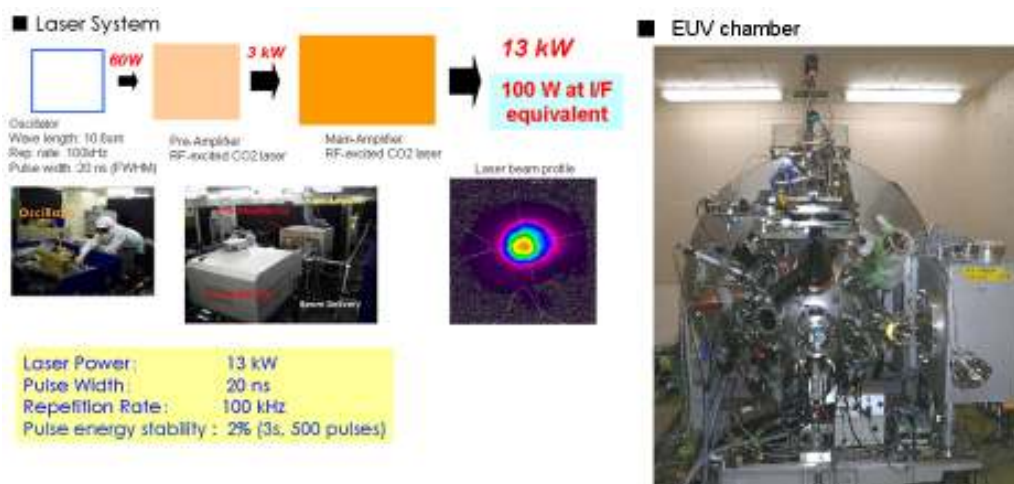 ■ Laser System
60W
3 kW
13 kW
100 W at I/F
equivalent
Oscillator
Wave length: 10.6um
Rep. rate: 100kHz
Pulse width :20 ns (FWHM)
Pre-Amplifier
RF-excited CO2 laser
Main-Amplifier
RF-excited CO2 laser
Laser beam profile
Oscillator
Beam Delivery
Laser Power: 13 kW
Pulse Width: 20 ns
Repetition Rate: 100 kHz
Pulse energy stability : 2% (3s, 500 pulses)
■ EUV chamber